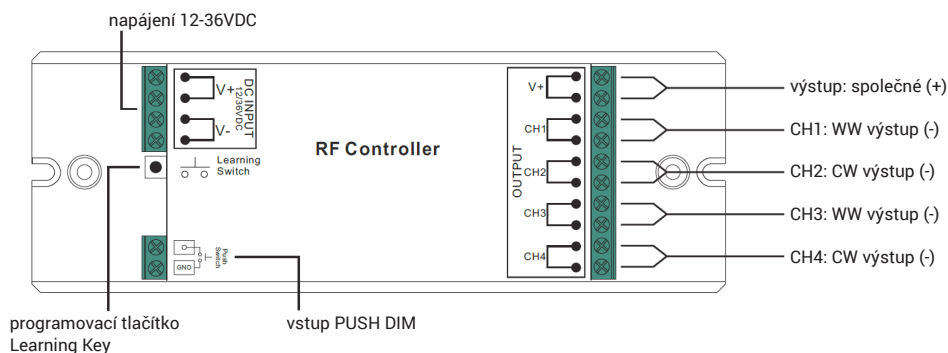 napájení 12-36VDC
V+
V-
DC INPUT
12/36VDC
Learning
Switch
RF Controller
Push
Switch
GND
OUTPUT
V+
CH1
CH2
CH3
CH4
výstup: společné (+)
CH1: WW výstup (-)
CH2: CW výstup (-)
CH3: WW výstup (-)
CH4: CW výstup (-)
programovací tlačítko
Learning Key
vstup PUSH DIM